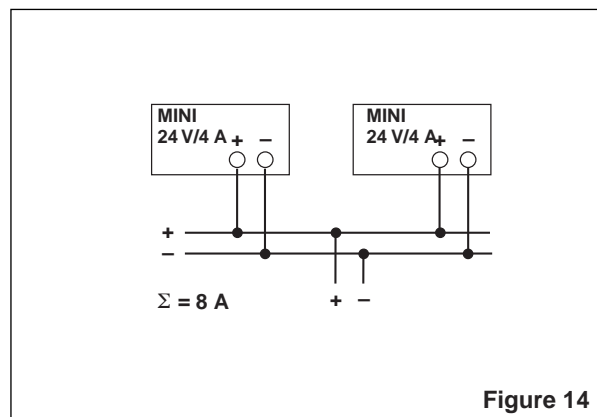 MINI
24 V/4 A + −
MINI
24 V/4 A + −
+
−
Σ = 8 A
+ −
Figure 14